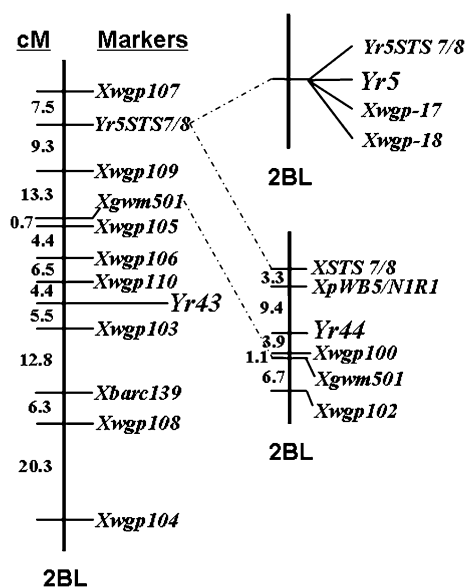 cM Markers
Xwgp107
7.5
Yr5STS7/8
9.3
Xwgp109
13.3
Xgwm501
0.7
Xwgp105
4.4
Xwgp106
6.5
Xwgp110
4.4
Yr43
5.5
Xwgp103
12.8
Xbarc139
6.3
Xwgp108
20.3
Xwgp104
2BL
Yr5STS 7/8
Yr5
Xwgp-17
Xwgp-18
2BL
XSTS 7/8
3.3
XpWB5/N1R1
9.4
Yr44
3.9
Xwgp100
1.1
Xgwm501
6.7
Xwgp102
2BL